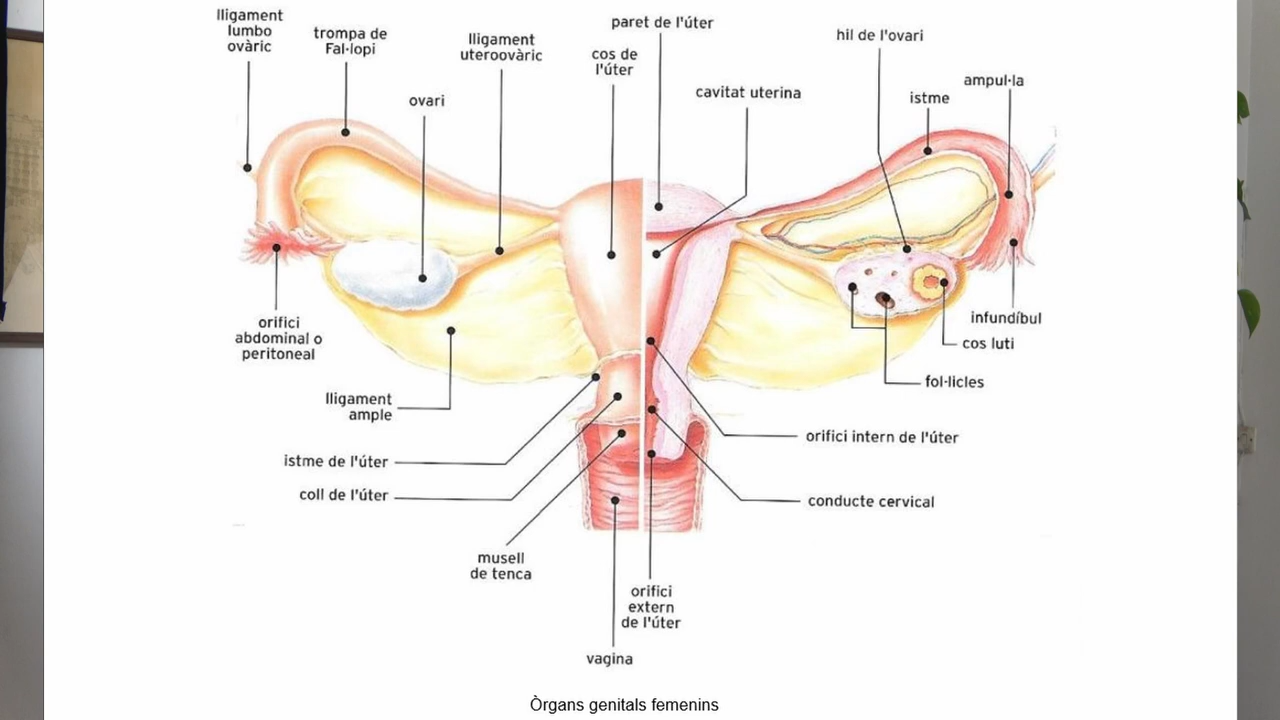 lligament
lumbo
ovàric
trompa de
Fal·lopi
lligament
uteroovàric
ovari
cos de
l'úter
paret de l'úter
cavitat uterina
hil de l'ovari
istme
ampul·la
orifici
abdominal o
peritoneal
lligament
ample
istme de l'úter
coll de l'úter
musell
de tenca
vagina
orifici
extern
de l'úter
conducte cervical
orifici intern de l'úter
fol·licles
cos luti
infundíbul
Òrgans genitals femenins